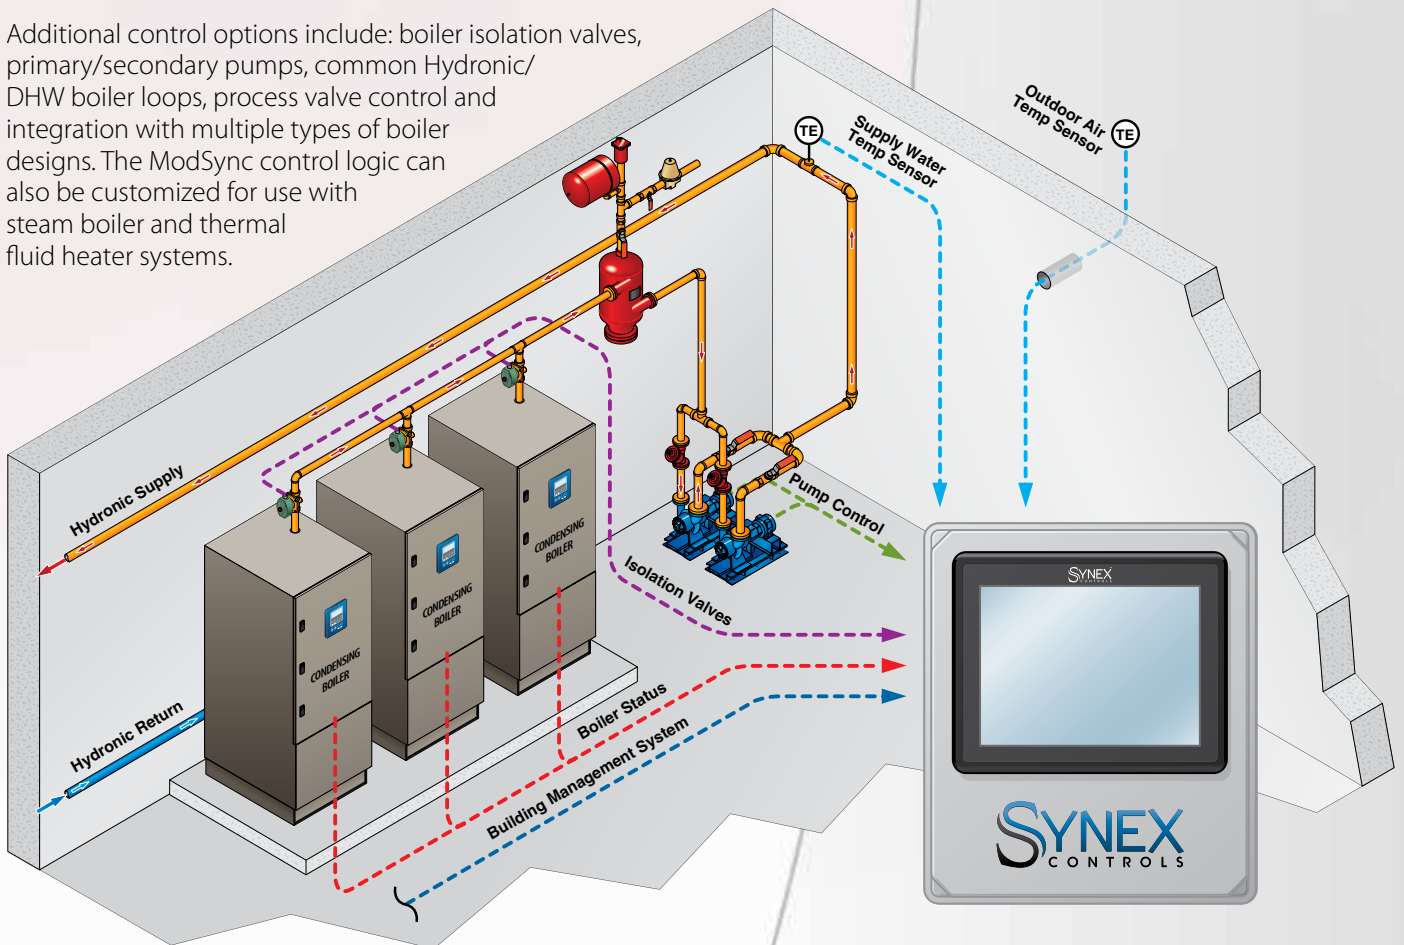 Additional control options include: boiler isolation valves,
primary/secondary pumps, common Hydronic/
DHW boiler loops, process valve control and
integration with multiple types of boiler
designs. The ModSync control logic can
also be customized for use with
steam boiler and thermal
fluid heater systems.
TE
Supply Water
Temp Sensor
Outdoor Air
Temp Sensor
TE
Hydronic Supply
Pump Control
Isolation Valves
CONDENSING
BOILER
CONDENSING
BOILER
CONDENSING
BOILER
Hydronic Return
Boiler Status
Building Management System
SYNEX
CONTROLS
SYNEX
CONTROLS